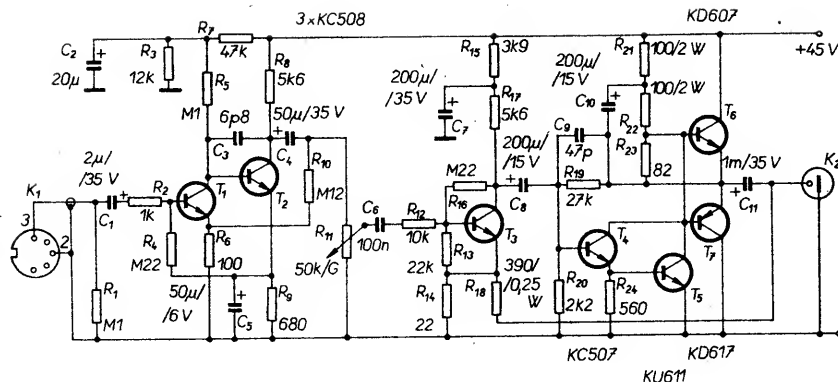 3×KC508
KD607
C2
20µ
R3
12k
R7
47k
R5
M1
R8
5k6
6p8
C3
50µ/35 V
C4
R10
M12
2µ/
/35 V
K1
3
2
C1
R2
1k
T1
T2
R4
M22
R6
100
R1
M1
50µ/
/6 V
C5
R9
680
R11
50k/G
C6
100n
R12
10k
R15
3k9
200µ/
/35 V
C7
R17
5k6
M22
R16
200µ/
/15 V
C8
T3
R13
22k
R14
22
R18
390/
/0,25
W
200µ/
/15 V
C10
R21
100/2 W
100/2 W
R22
C9
47p
R23
82
R19
27k
T4
T5
T6
T7
R20
2k2
R24
560
1m/35 V
C11
K2
+45 V
KC507
KD617
KU611